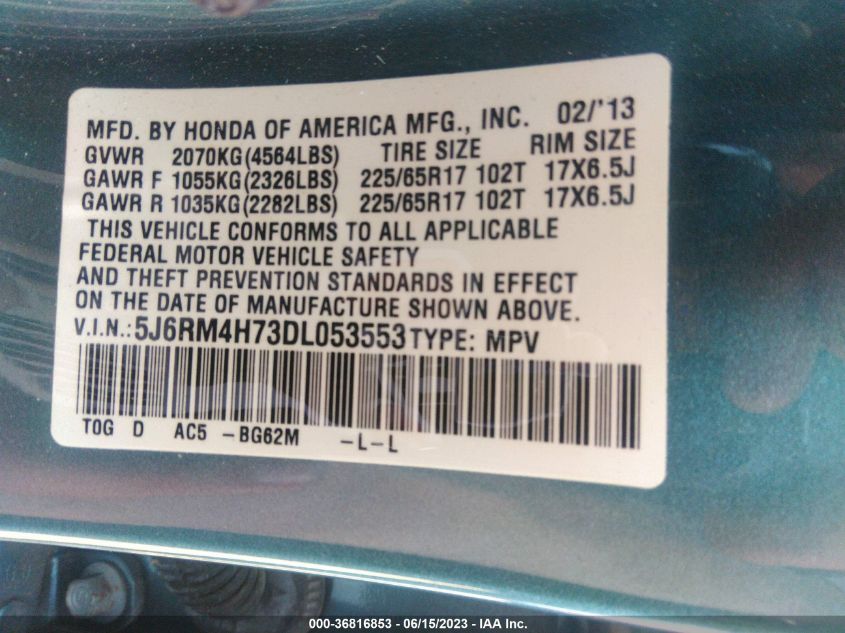 MFD. BY HONDA OF AMERICA MFG., INC. 02/'13
GVWR 2070KG(4564LBS) TIRE SIZE RIM SIZE
GAWR F 1055KG(2326LBS) 225/65R17 102T 17X6.5J
GAWR R 1035KG(2282LBS) 225/65R17 102T 17X6.5J
THIS VEHICLE CONFORMS TO ALL APPLICABLE
FEDERAL MOTOR VEHICLE SAFETY
AND THEFT PREVENTION STANDARDS IN EFFECT
ON THE DATE OF MANUFACTURE SHOWN ABOVE.
V.I.N.:5J6RM4H73DL053553 TYPE: MPV
TOG D AC5 -BG62M -L-L
000-36816853 - 06/15/2023 - © IAA Inc.